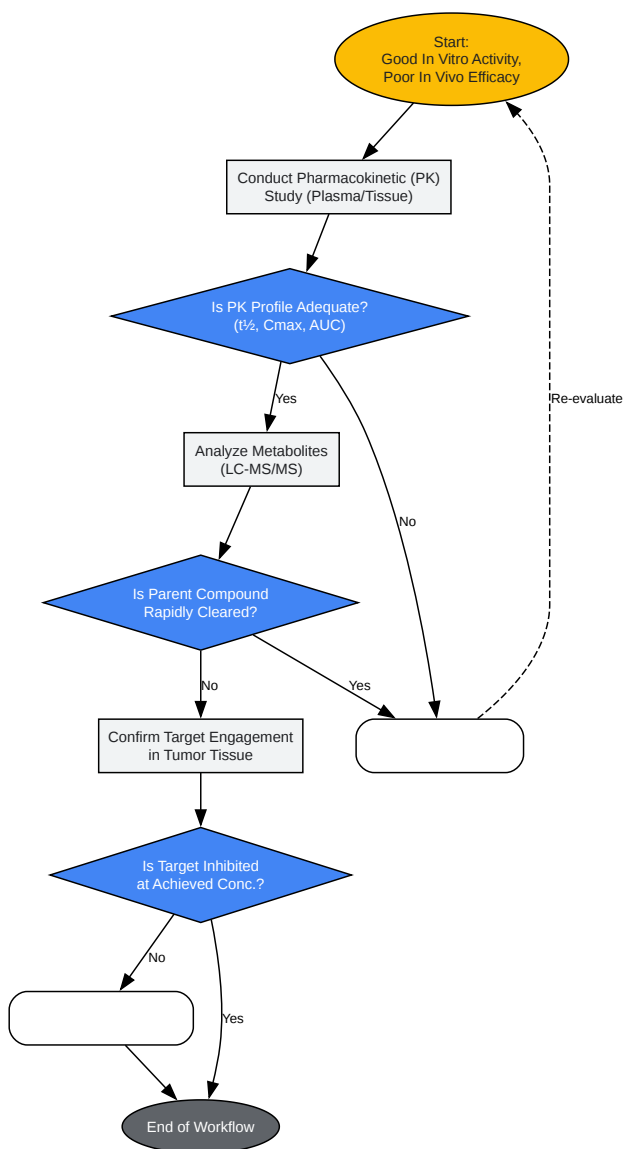 Start:
Good In Vitro Activity,
Poor In Vivo Efficacy
Conduct Pharmacokinetic (PK)
Study (Plasma/Tissue)
Is PK Profile Adequate?
(t½, Cmax, AUC)
Yes
Re-evaluate
Analyze Metabolites
(LC-MS/MS)
No
Is Parent Compound
Rapidly Cleared?
No
Yes
Confirm Target Engagement
in Tumor Tissue
Is Target Inhibited
at Achieved Conc.?
No
Yes
End of Workflow